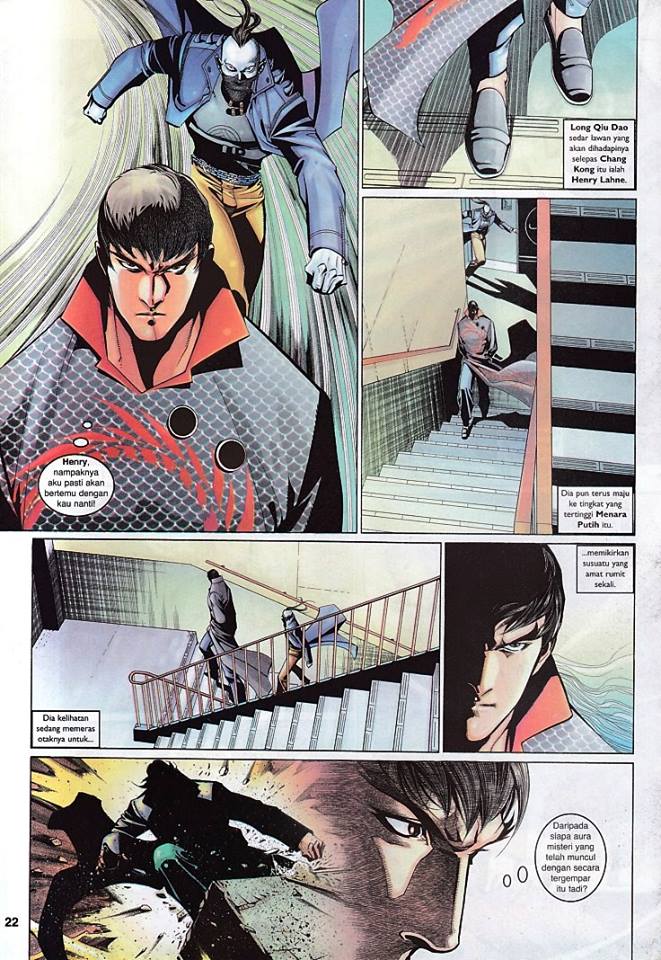 Long Qiu Dao
sedar lawan yang
akan dihadapinya
selepas Chang
Kong itu ialah
Henry Lahne.
Henry,
nampaknya
aku pasti akan
bertemu dengan
kau nanti!
Dia pun terus maju
ke tingkat yang
tertinggi Menara
Putih itu.
Dia kelihatan
sedang memeras
otaknya untuk...
...memikirkan
susuatu yang
amat rumit
sekali.
Daripada
siapa aura
misteri yang
telah muncul
dengan secara
tergempar
itu tadi?
22